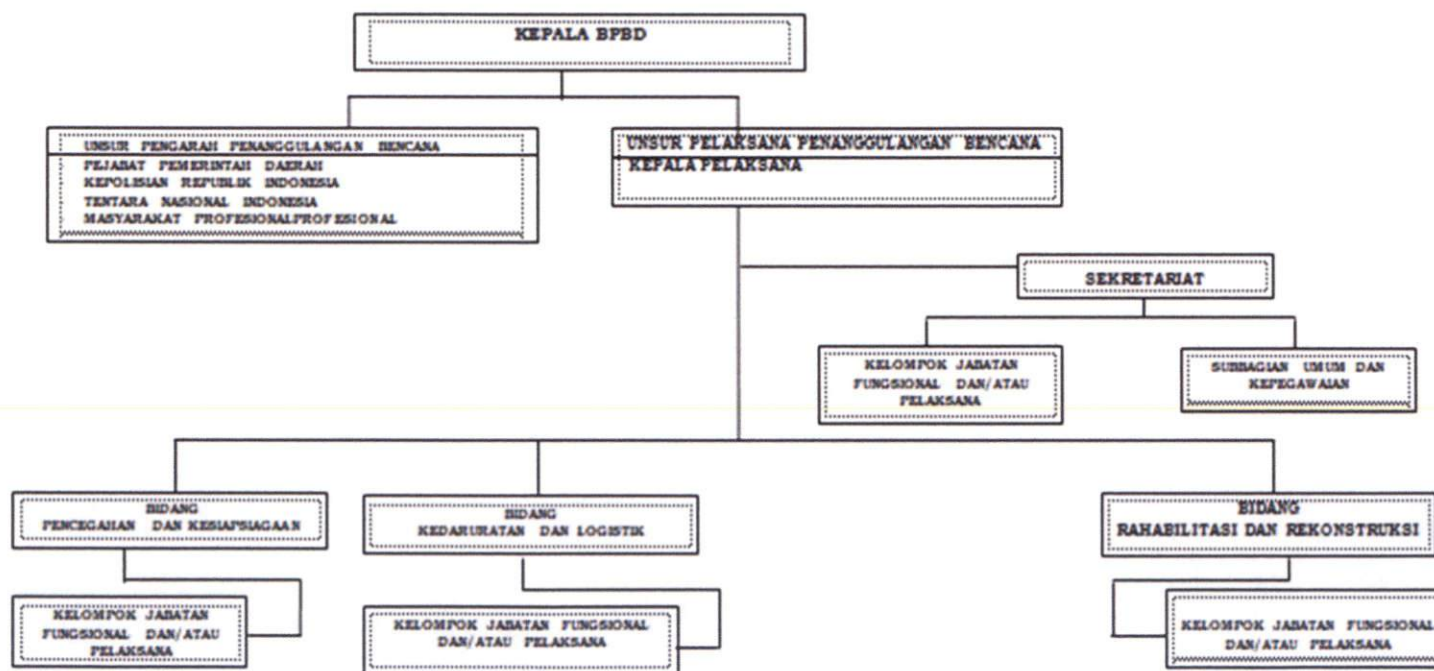 KEPALA BPBD
UNSUR PENGARAH PENANGGULANGAN BENCANA
PEJABAT PEMERINTAH DAERAH
KEPOLISIAN REPUBLIK INDONESIA
TENTARA NASIONAL INDONESIA
MASYARAKAT PROFESIONALPROFESIONAL
UNSUR PELAKSANA PENANGGULANGAN BENCANA
KEPALA PELAKSANA
SEKRETARIAT
KELOMPOK JABATAN
FUNGSIONAL DAN/ATAU
PELAKSANA
SUBBAGIAN UMUM DAN
KEPEGAWAIAN
BIDANG
PENCEGAHAN DAN KESIAPSIAGAAN
BIDANG
KEDARURATAN DAN LOGISTIK
BIDANG
RAHABILITASI DAN REKONSTRUKSI
KELOMPOK JABATAN
FUNGSIONAL DAN/ATAU
PELAKSANA
KELOMPOK JABATAN FUNGSIONAL
DAN/ATAU PELAKSANA
KELOMPOK JABATAN FUNGSIONAL
DAN/ATAU PELAKSANA